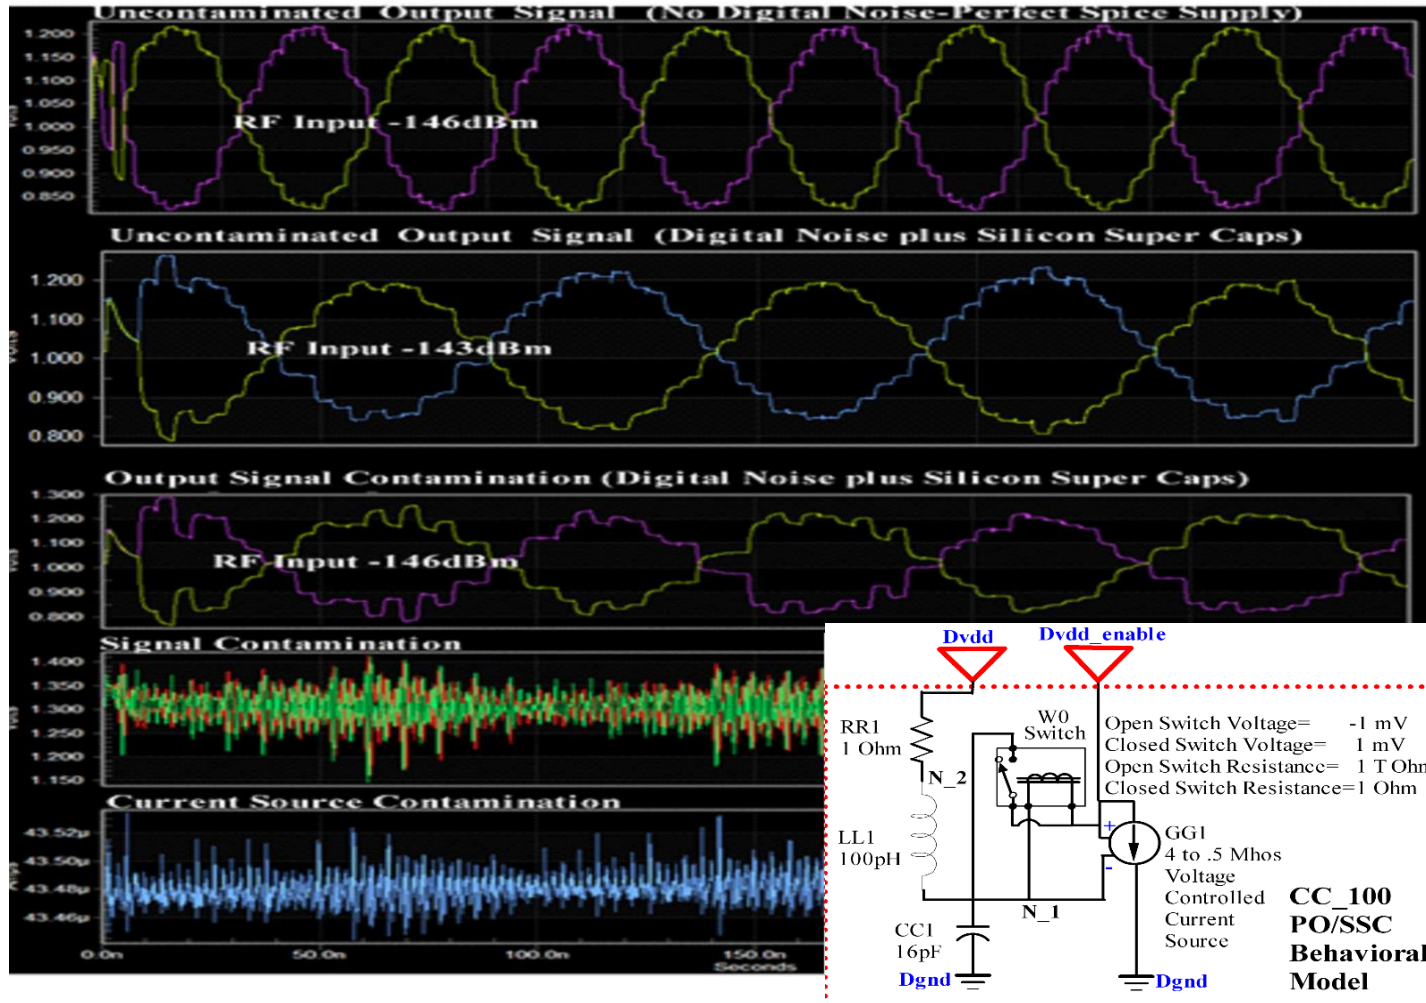 Uncontaminated Output Signal (No Digital Noise-Perfect Spice Supply)
1.200
1.150
1.100
1.050
1.000
0.950
0.900
0.850
Volts
RF Input -146dBm
Uncontaminated Output Signal (Digital Noise plus Silicon Super Caps)
1.200
1.100
1.000
0.900
0.800
Volts
RF Input -143dBm
Output Signal Contamination (Digital Noise plus Silicon Super Caps)
1.300
1.200
1.100
1.000
0.900
0.800
Volts
RF Input -146dBm
Signal Contamination
1.400
1.350
1.300
1.250
1.200
1.150
Volts
Current Source Contamination
43.52µ
43.50µ
43.48µ
43.46µ
Amps
0.0n
50.0n
100.0n
150.0n
Seconds
Dvdd
Dvdd_enable
RR1
1 Ohm
W0
Switch
Open Switch Voltage= -1 mV
Closed Switch Voltage= 1 mV
Open Switch Resistance= 1 T Ohm
Closed Switch Resistance=1 Ohm
N_2
LL1
100pH
+
-
GG1
4 to .5 Mhos
Voltage
Controlled
Current
Source
N_1
CC1
16pF
Dgnd
Dgnd
CC_100
PO/SSC
Behavioral
Model